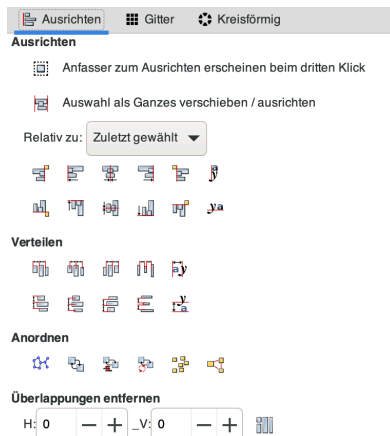 Ausrichten Gitter Kreisförmig
Ausrichten
Anfasser zum Ausrichten erscheinen beim dritten Klick
Auswahl als Ganzes verschieben / ausrichten
Relativ zu: Zuletzt gewählt
Verteilen
Anordnen
Überlappungen entfernen
H: 0 — + _V: 0 — +